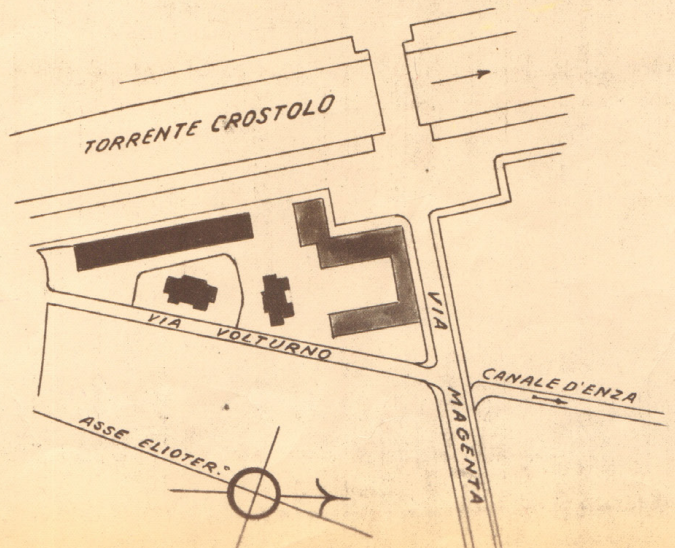 TORRENTE CROSTOLO
VIA VOLTURNO
VIA MAGENTA
CANALE D'ENZA
ASSE ELIOTER.º